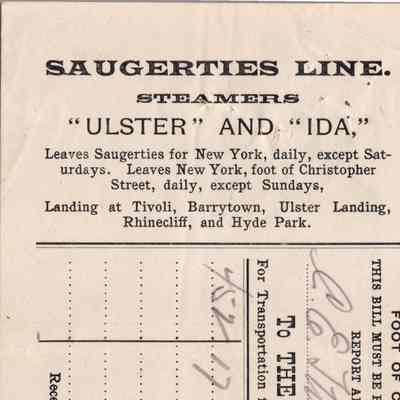 SAUGERTIES LINE.
STEAMERS
"ULSTER" AND "IDA,"
Leaves Saugerties for New York, daily, except Sat-
urdays. Leaves New York, foot of Christopher
Street, daily, except Sundays,
Landing at Tivoli, Barrytown, Ulster Landing,
Rhinecliff, and Hyde Park.
FOOT OF C
THIS BILL MUST BE
REPORT A
To THE
For Transportation
Rece